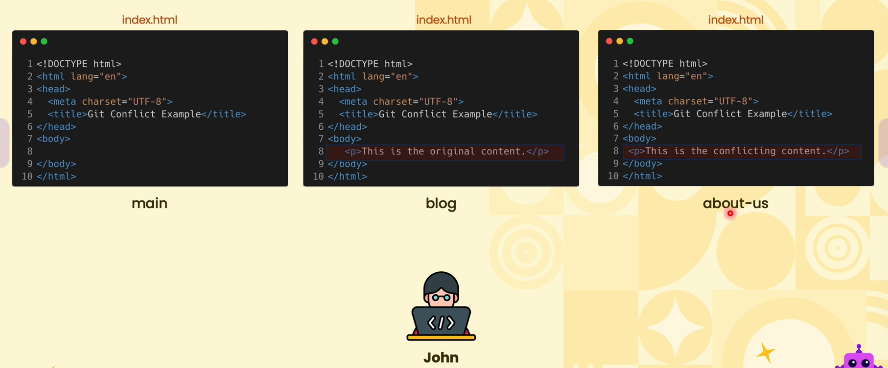 index.html
1 <!DOCTYPE html>
2 <html lang="en">
3 <head>
4   <meta charset="UTF-8">
5   <title>Git Conflict Example</title>
6 </head>
7 <body>
8
9 </body>
10 </html>
main
index.html
1 <!DOCTYPE html>
2 <html lang="en">
3 <head>
4   <meta charset="UTF-8">
5   <title>Git Conflict Example</title>
6 </head>
7 <body>
8    <p>This is the original content.</p>
9 </body>
10 </html>
blog
index.html
1 <!DOCTYPE html>
2 <html lang="en">
3 <head>
4   <meta charset="UTF-8">
5   <title>Git Conflict Example</title>
6 </head>
7 <body>
8  <p>This is the conflicting content.</p>
9 </body>
10 </html>
about-us
</>
John